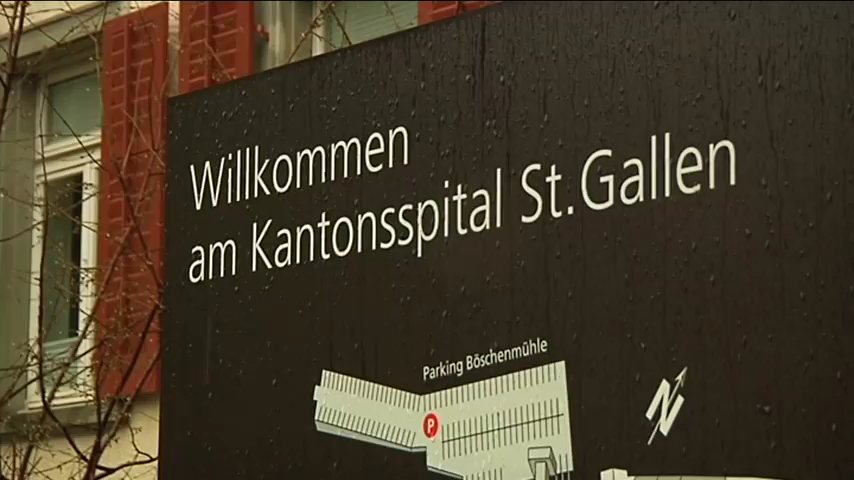 Willkommen
am Kantonsspital St. Gallen
Parking Böschenmühle
P
N